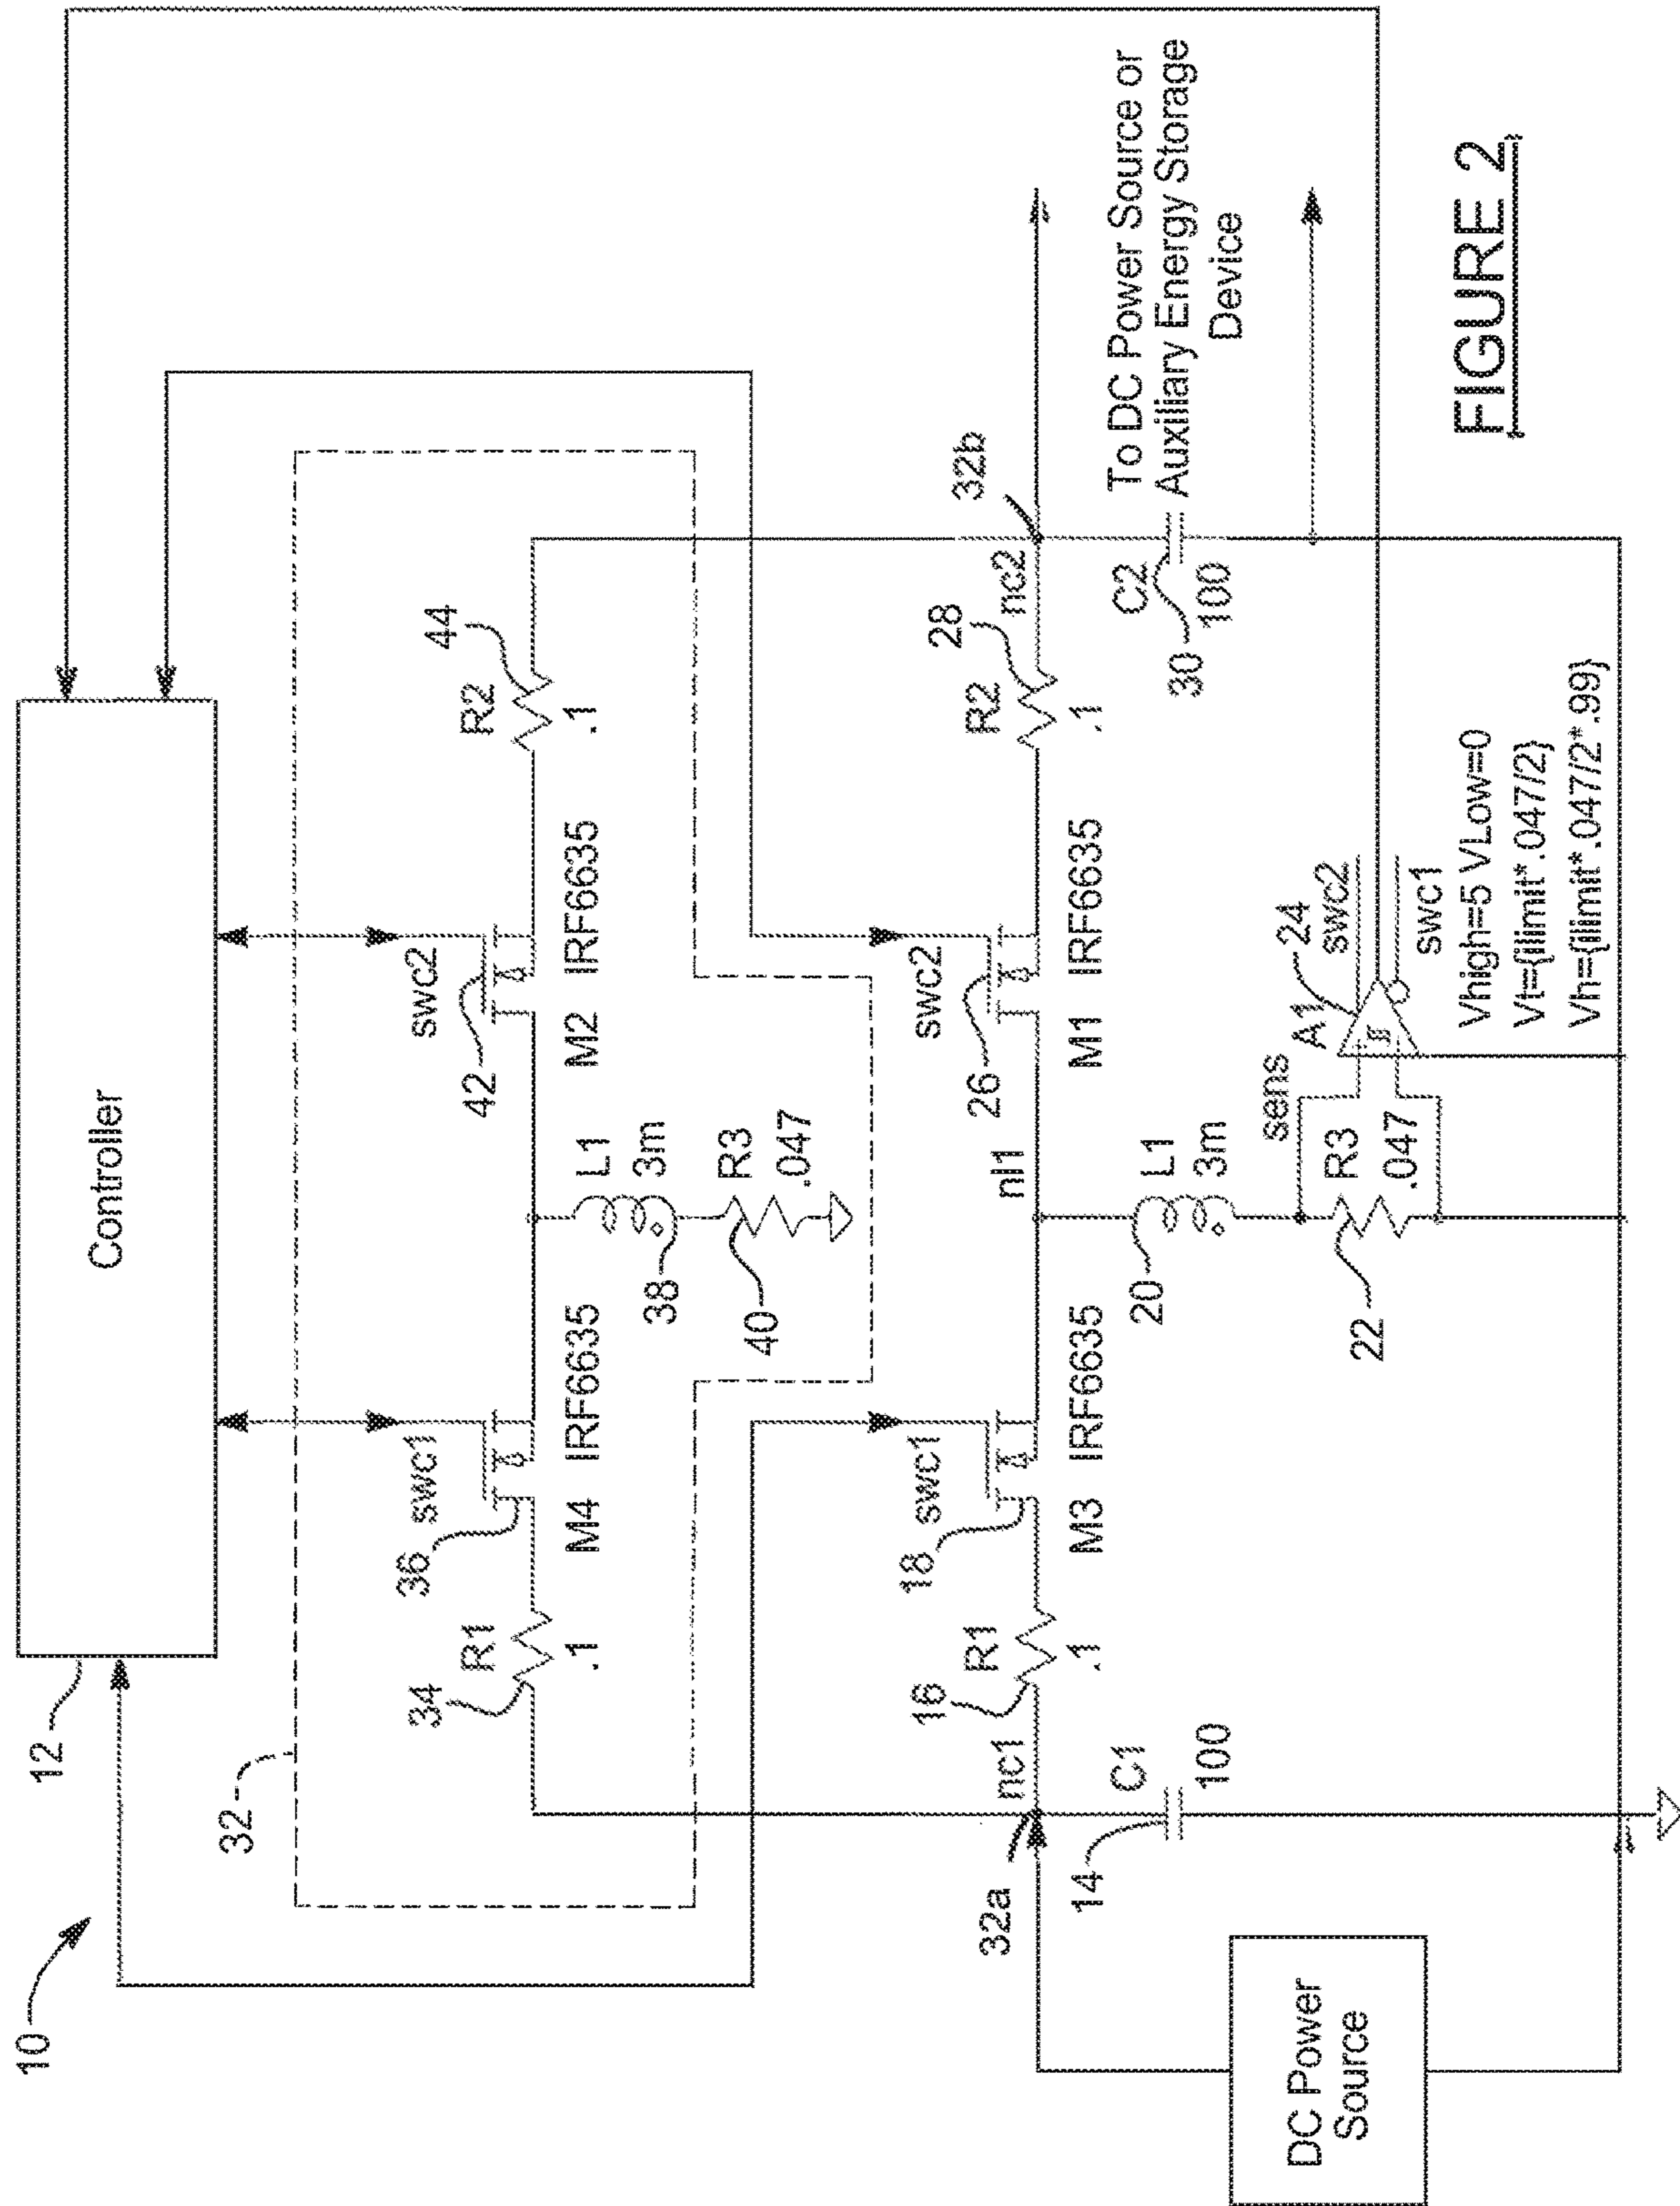 10
12
Controller
32
34
R1
.1
36
swc1
M4 IRF6635
L1
3m
38
R3
.047
40
swc2
42
M2 IRF6635
R2
44
.1
32a
nc1
16
R1
.1
18
swc1
M3 IRF6635
nl1
swc2
26
M1 IRF6635
R2
28
.1
nc2
32b
14
C1
100
20
L1
3m
22
R3
.047
sens
A1
24
swc2
swc1
Vhigh=5 VLow=0
Vt={ilimit*.047/2}
Vh={ilimit*.047/2*.99}
C2
30
100
To DC Power Source or
Auxiliary Energy Storage
Device
DC Power
Source
FIGURE 2